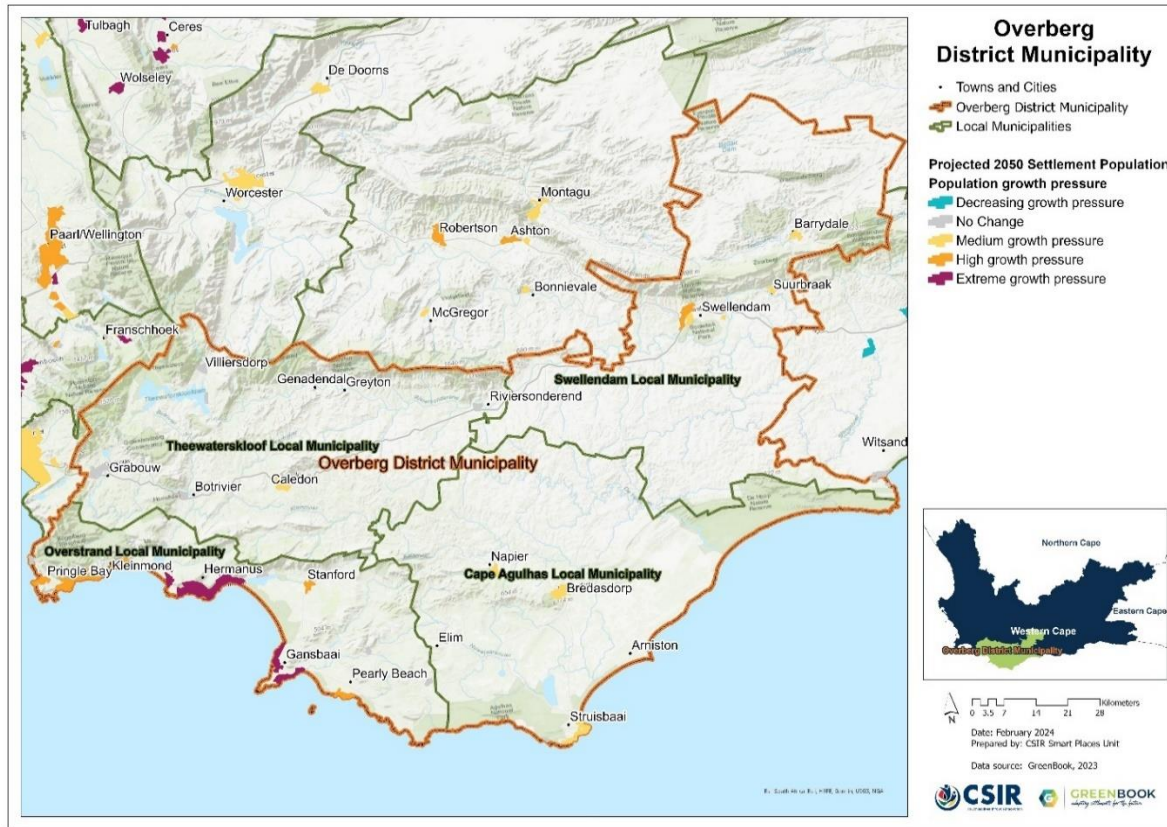 Tulbagh
Ceres
Wolseley
De Doorns
Worcester
Montagu
Paarl/Wellington
Robertson
Ashton
Barrydale
Bonnievale
Suurbraak
McGregor
Swellendam
Franschhoek
Villiersdorp
Genadendal
Greyton
Swellendam Local Municipality
Riviersonderend
Theewaterskloof Local Municipality
Overberg District Municipality
Witsand
Grabouw
Caledon
Botrivier
Overstrand Local Municipality
Pringle Bay
Kleinmond
Hermanus
Stanford
Napier
Cape Agulhas Local Municipality
Bredasdorp
Elim
Arniston
Gansbaai
Pearly Beach
Struisbaai
Overberg
District Municipality
Towns and Cities
Overberg District Municipality
Local Municipalities
Projected 2050 Settlement Population
Population growth pressure
Decreasing growth pressure
No Change
Medium growth pressure
High growth pressure
Extreme growth pressure
Northern Cape
Eastern Cape
Western Cape
Overberg District Municipality
N
0 3.5 7 14 21 28 Kilometers
Date: February 2024
Prepared by: CSIR Smart Places Unit
Data source: GreenBook, 2023
CSIR
GREENBOOK